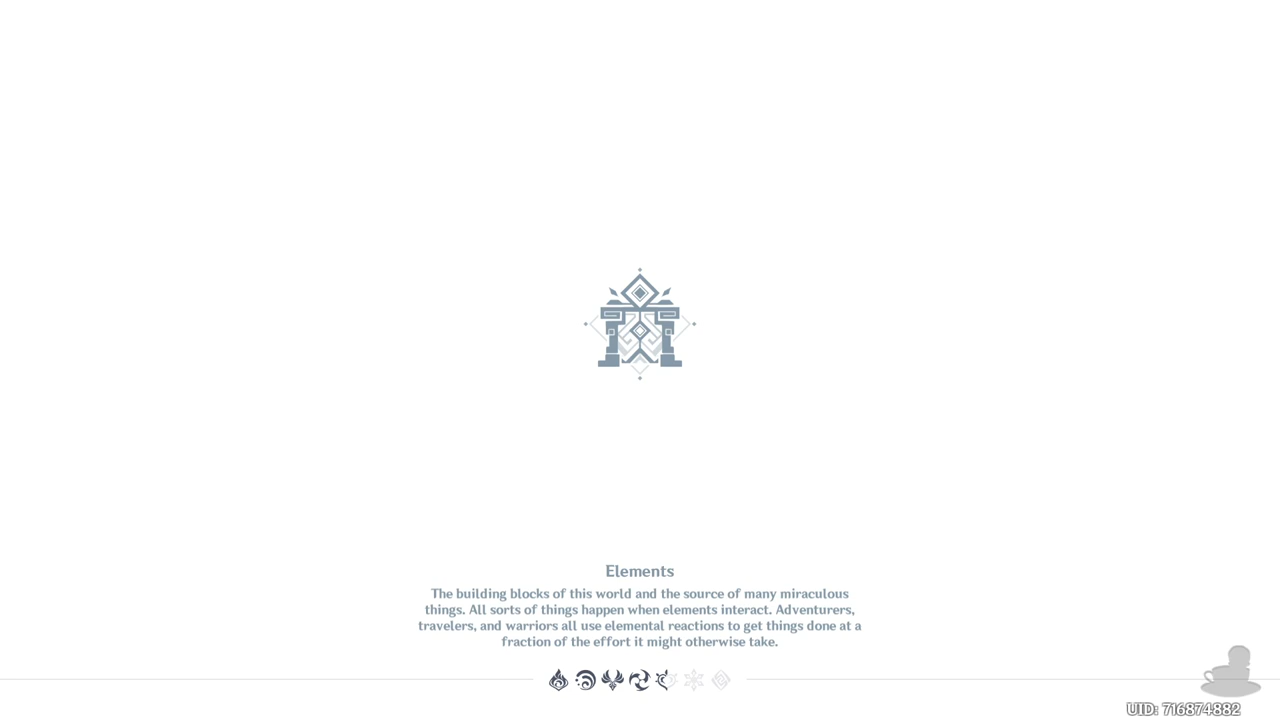 Elements
The building blocks of this world and the source of many miraculous
things. All sorts of things happen when elements interact. Adventurers,
travelers, and warriors all use elemental reactions to get things done at a
fraction of the effort it might otherwise take.
UID: 716874882